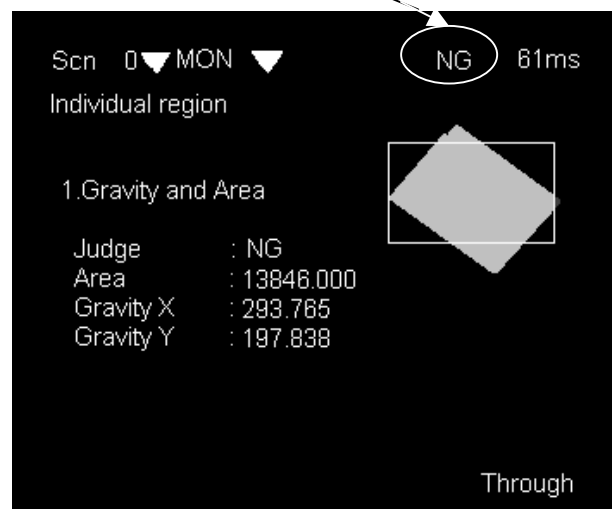 Scn 0 MON NG 61ms
Individual region
1.Gravity and Area
Judge : NG
Area : 13846.000
Gravity X : 293.765
Gravity Y : 197.838
Through